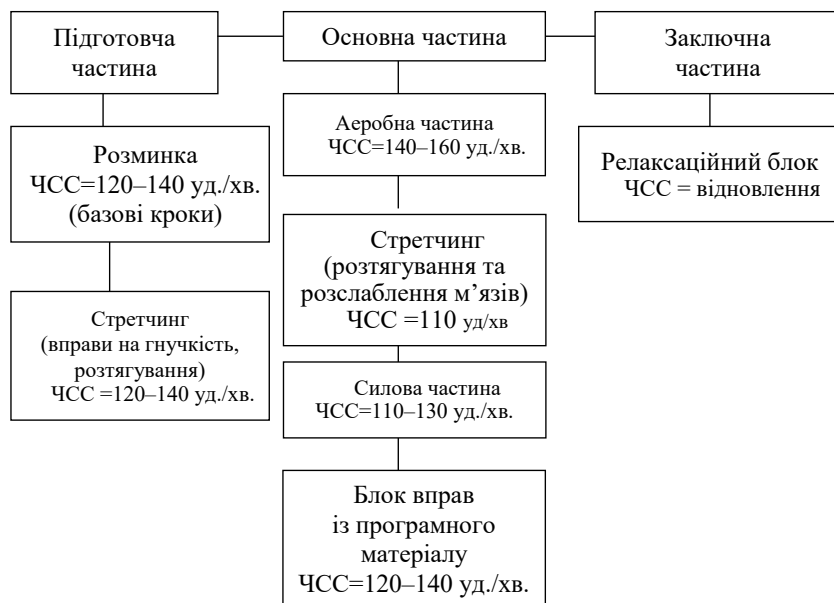 Підготовча
частина
Основна частина
Заключна
частина
Розминка
ЧСС=120–140 уд./хв.
(базові кроки)
Стретчинг
(вправи на гнучкість,
розтягування)
ЧСС =120–140 уд./хв.
Аеробна частина
ЧСС=140–160 уд./хв.
Стретчинг
(розтягування та
розслаблення м’язів)
ЧСС =110 уд/хв
Силова частина
ЧСС=110–130 уд./хв.
Блок вправ
із програмного
матеріалу
ЧСС=120–140 уд./хв.
Релаксаційний блок
ЧСС = відновлення